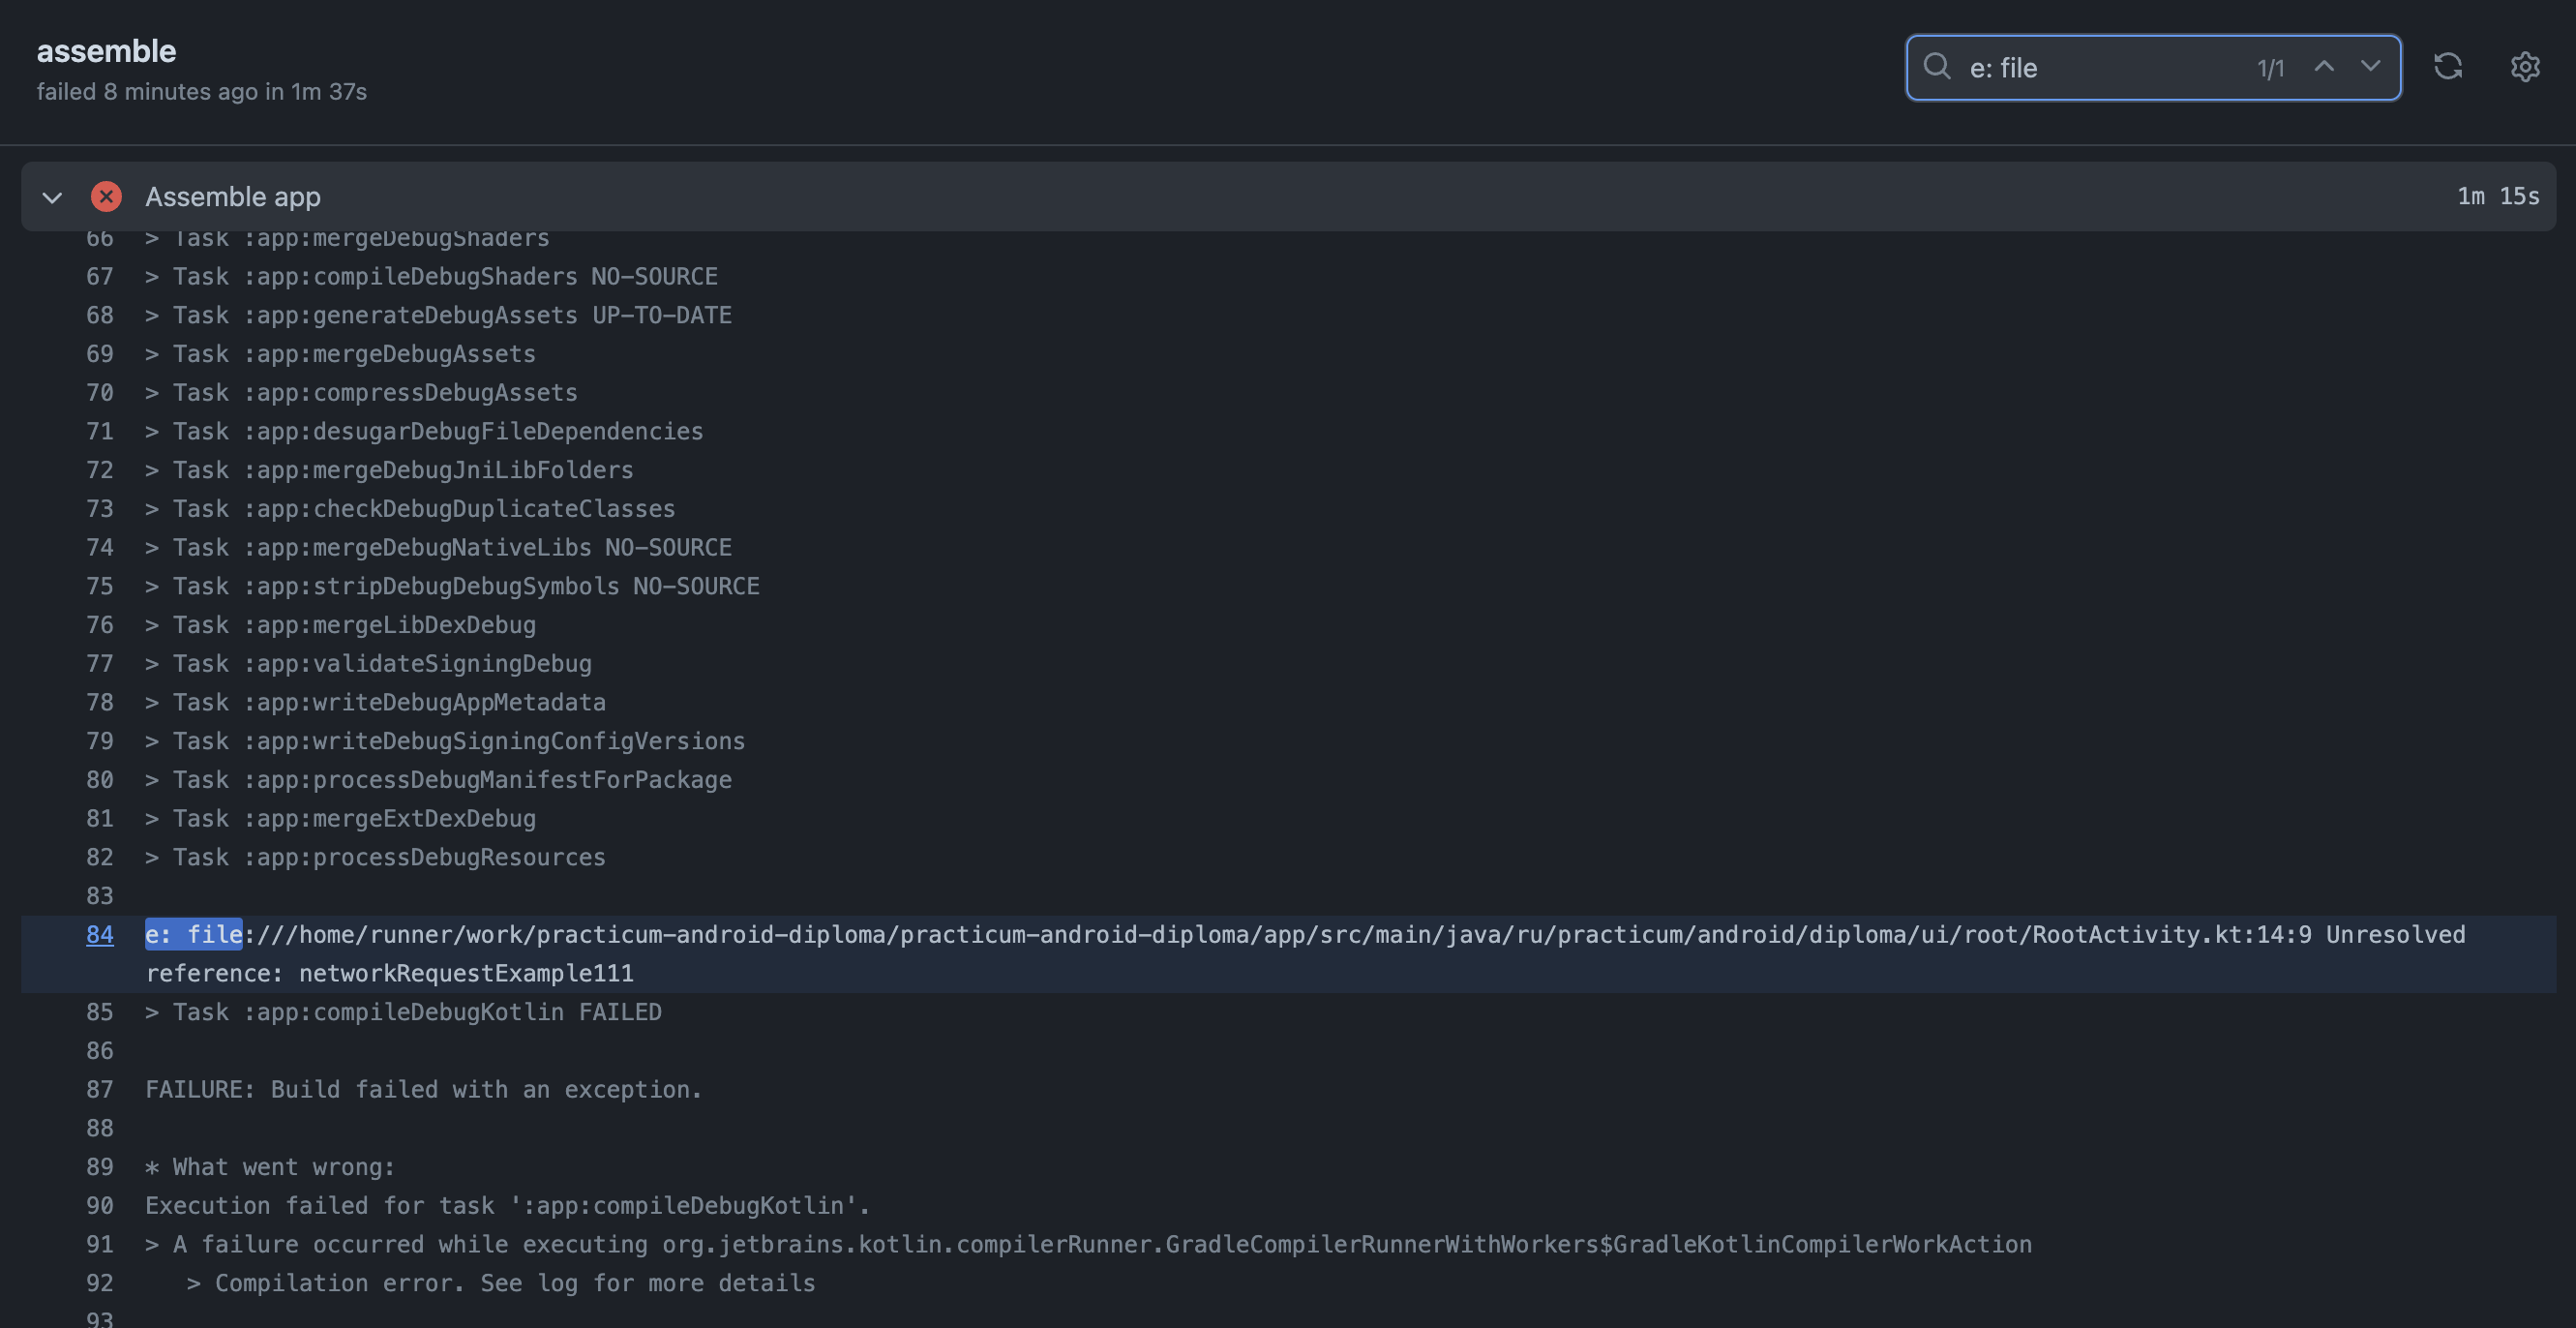 assemble
failed 8 minutes ago in 1m 37s
e: file 1/1
Assemble app 1m 15s
66 > Task :app:mergeDebugShaders
67 > Task :app:compileDebugShaders NO-SOURCE
68 > Task :app:generateDebugAssets UP-TO-DATE
69 > Task :app:mergeDebugAssets
70 > Task :app:compressDebugAssets
71 > Task :app:desugarDebugFileDependencies
72 > Task :app:mergeDebugJniLibFolders
73 > Task :app:checkDebugDuplicateClasses
74 > Task :app:mergeDebugNativeLibs NO-SOURCE
75 > Task :app:stripDebugDebugSymbols NO-SOURCE
76 > Task :app:mergeLibDexDebug
77 > Task :app:validateSigningDebug
78 > Task :app:writeDebugAppMetadata
79 > Task :app:writeDebugSigningConfigVersions
80 > Task :app:processDebugManifestForPackage
81 > Task :app:mergeExtDexDebug
82 > Task :app:processDebugResources
83
84 e: file:///home/runner/work/practicum-android-diploma/practicum-android-diploma/app/src/main/java/ru/practicum/android/diploma/ui/root/RootActivity.kt:14:9 Unresolved
reference: networkRequestExample111
85 > Task :app:compileDebugKotlin FAILED
86
87 FAILURE: Build failed with an exception.
88
89 * What went wrong:
90 Execution failed for task ':app:compileDebugKotlin'.
91 > A failure occurred while executing org.jetbrains.kotlin.compilerRunner.GradleCompilerRunnerWithWorkers$GradleKotlinCompilerWorkAction
92 > Compilation error. See log for more details
93